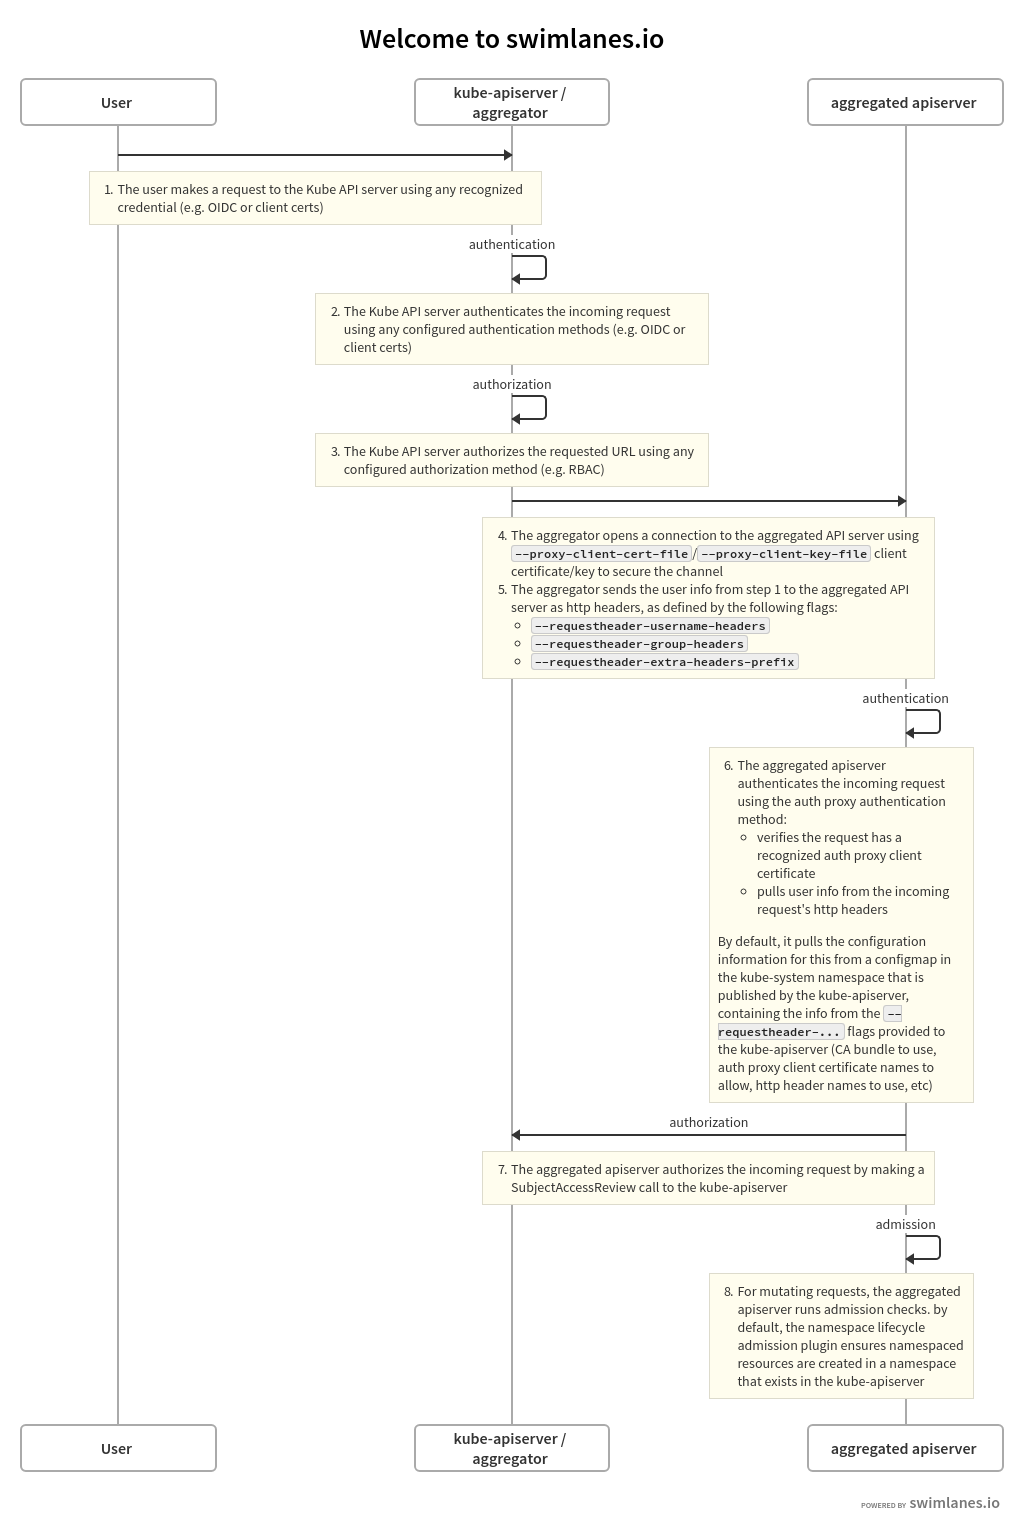 Welcome to swimlanes.io
User
kube-apiserver /
aggregator
aggregated apiserver
1. The user makes a request to the Kube API server using any recognized
credential (e.g. OIDC or client certs)
authentication
2. The Kube API server authenticates the incoming request
using any configured authentication methods (e.g. OIDC or
client certs)
authorization
3. The Kube API server authorizes the requested URL using any
configured authorization method (e.g. RBAC)
4. The aggregator opens a connection to the aggregated API server using
--proxy-client-cert-file/--proxy-client-key-file client
certificate/key to secure the channel
5. The aggregator sends the user info from step 1 to the aggregated API
server as http headers, as defined by the following flags:
--requestheader-username-headers
--requestheader-group-headers
--requestheader-extra-headers-prefix
authentication
6. The aggregated apiserver
authenticates the incoming request
using the auth proxy authentication
method:
verifies the request has a
recognized auth proxy client
certificate
pulls user info from the incoming
request's http headers
By default, it pulls the configuration
information for this from a configmap in
the kube-system namespace that is
published by the kube-apiserver,
containing the info from the --
requestheader-... flags provided to
the kube-apiserver (CA bundle to use,
auth proxy client certificate names to
allow, http header names to use, etc)
authorization
7. The aggregated apiserver authorizes the incoming request by making a
SubjectAccessReview call to the kube-apiserver
admission
8. For mutating requests, the aggregated
apiserver runs admission checks. by
default, the namespace lifecycle
admission plugin ensures namespaced
resources are created in a namespace
that exists in the kube-apiserver
User
kube-apiserver /
aggregator
aggregated apiserver
POWERED BY swimlanes.io